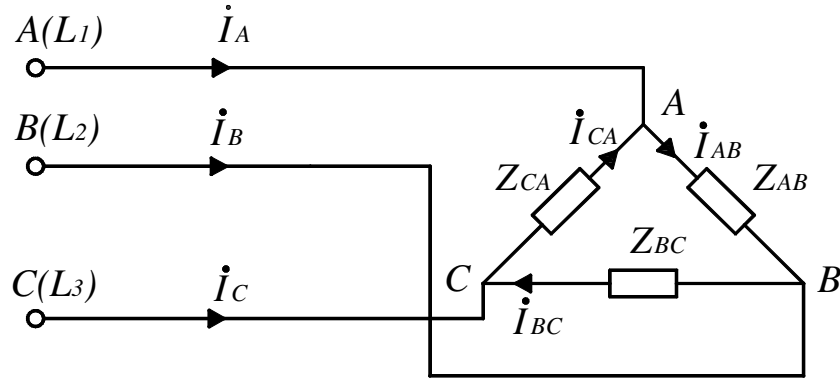 A(L1)
İA
B(L2)
İB
C(L3)
İC
A
İCA
İAB
ZCA
ZAB
ZBC
C
B
İBC